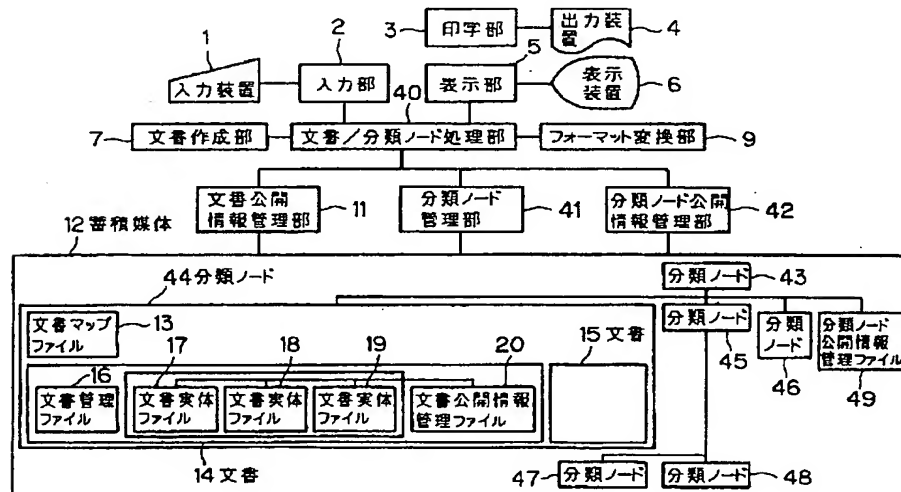 3
印字部
出力装
置
4
1
2
5
入力装置
入力部
表示部
表示
装置
6
40
7
文書作成部
文書／分類ノード処理部
フォーマット変換部
9
文書公開
情報管理部
11
分類ノード
管理部
41
分類ノード公開
情報管理部
42
12蓄積媒体
44分類ノード
分類ノード
43
文書マップ
ファイル
13
15文書
分類ノード
45
分類
ノード
46
分類ノード
公開情報
管理ファイル
49
16
17
18
19
20
文書管理
ファイル
文書実体
ファイル
文書実体
ファイル
文書実体
ファイル
文書公開情報
管理ファイル
14文書
47
分類ノード
分類ノード
48